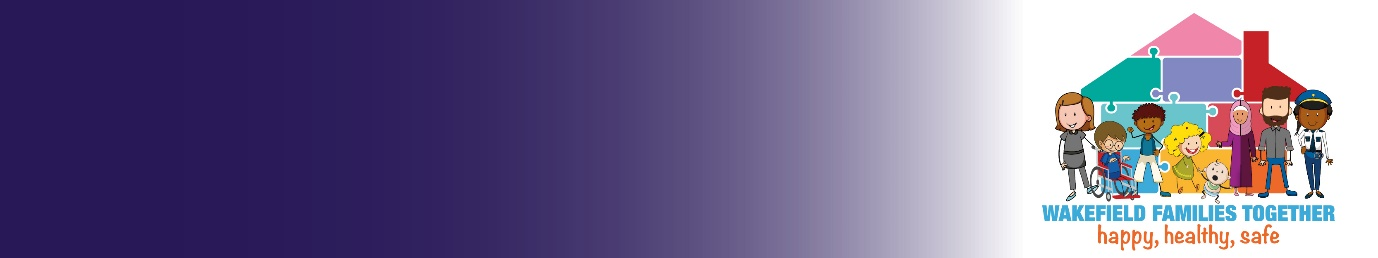 WAKEFIELD FAMILIES TOGETHER
happy, healthy, safe